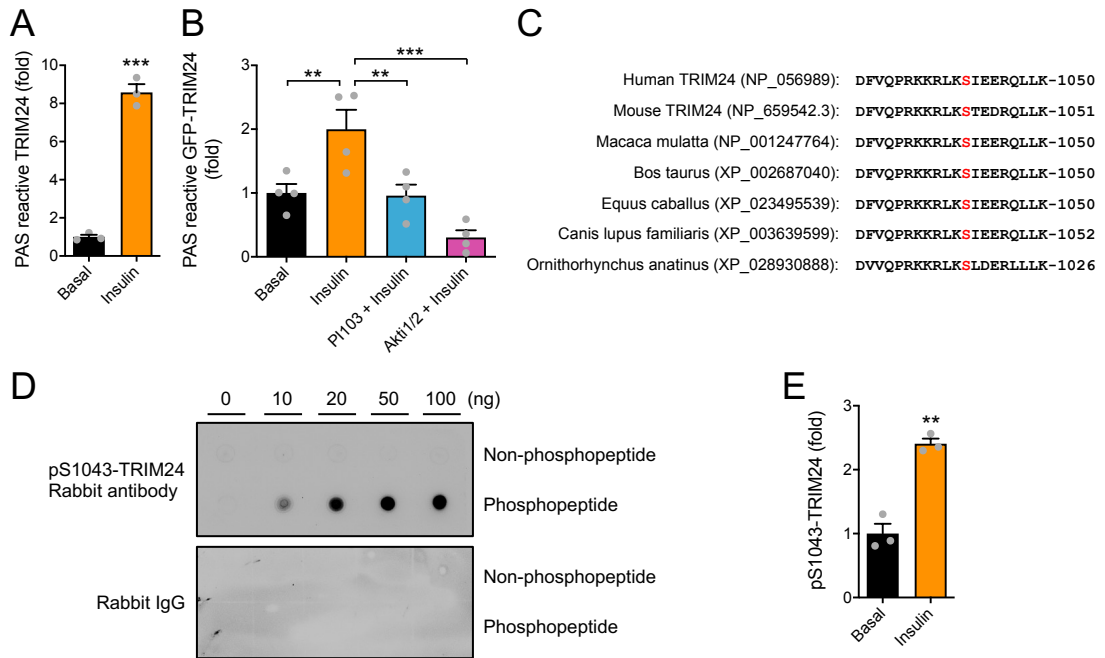 A
PAS reactive TRIM24 (fold)
10
8
6
4
2
0
***
Basal
Insulin
B
PAS reactive GFP-TRIM24
(fold)
3
2
1
0
**
**
***
Basal
Insulin
PI103 + Insulin
Akti1/2 + Insulin
C
Human TRIM24 (NP_056989): DFVQPRKKRLKSIEERQLLK-1050
Mouse TRIM24 (NP_659542.3): DFVQPRKKRLKSTEDRQLLK-1051
Macaca mulatta (NP_001247764): DFVQPRKKRLKSIEERQLLK-1050
Bos taurus (XP_002687040): DFVQPRKKRLKSIEERQLLK-1050
Equus caballus (XP_023495539): DFVQPRKKRLKSIEERQLLK-1050
Canis lupus familiaris (XP_003639599): DFVQPRKKRLKSIEERQLLK-1052
Ornithorhynchus anatinus (XP_028930888): DVVQPRKKRLKSLDERLLLK-1026
D
0 10 20 50 100 (ng)
pS1043-TRIM24
Rabbit antibody
Non-phosphopeptide
Phosphopeptide
Rabbit IgG
Non-phosphopeptide
Phosphopeptide
E
pS1043-TRIM24 (fold)
3
2
1
0
**
Basal
Insulin